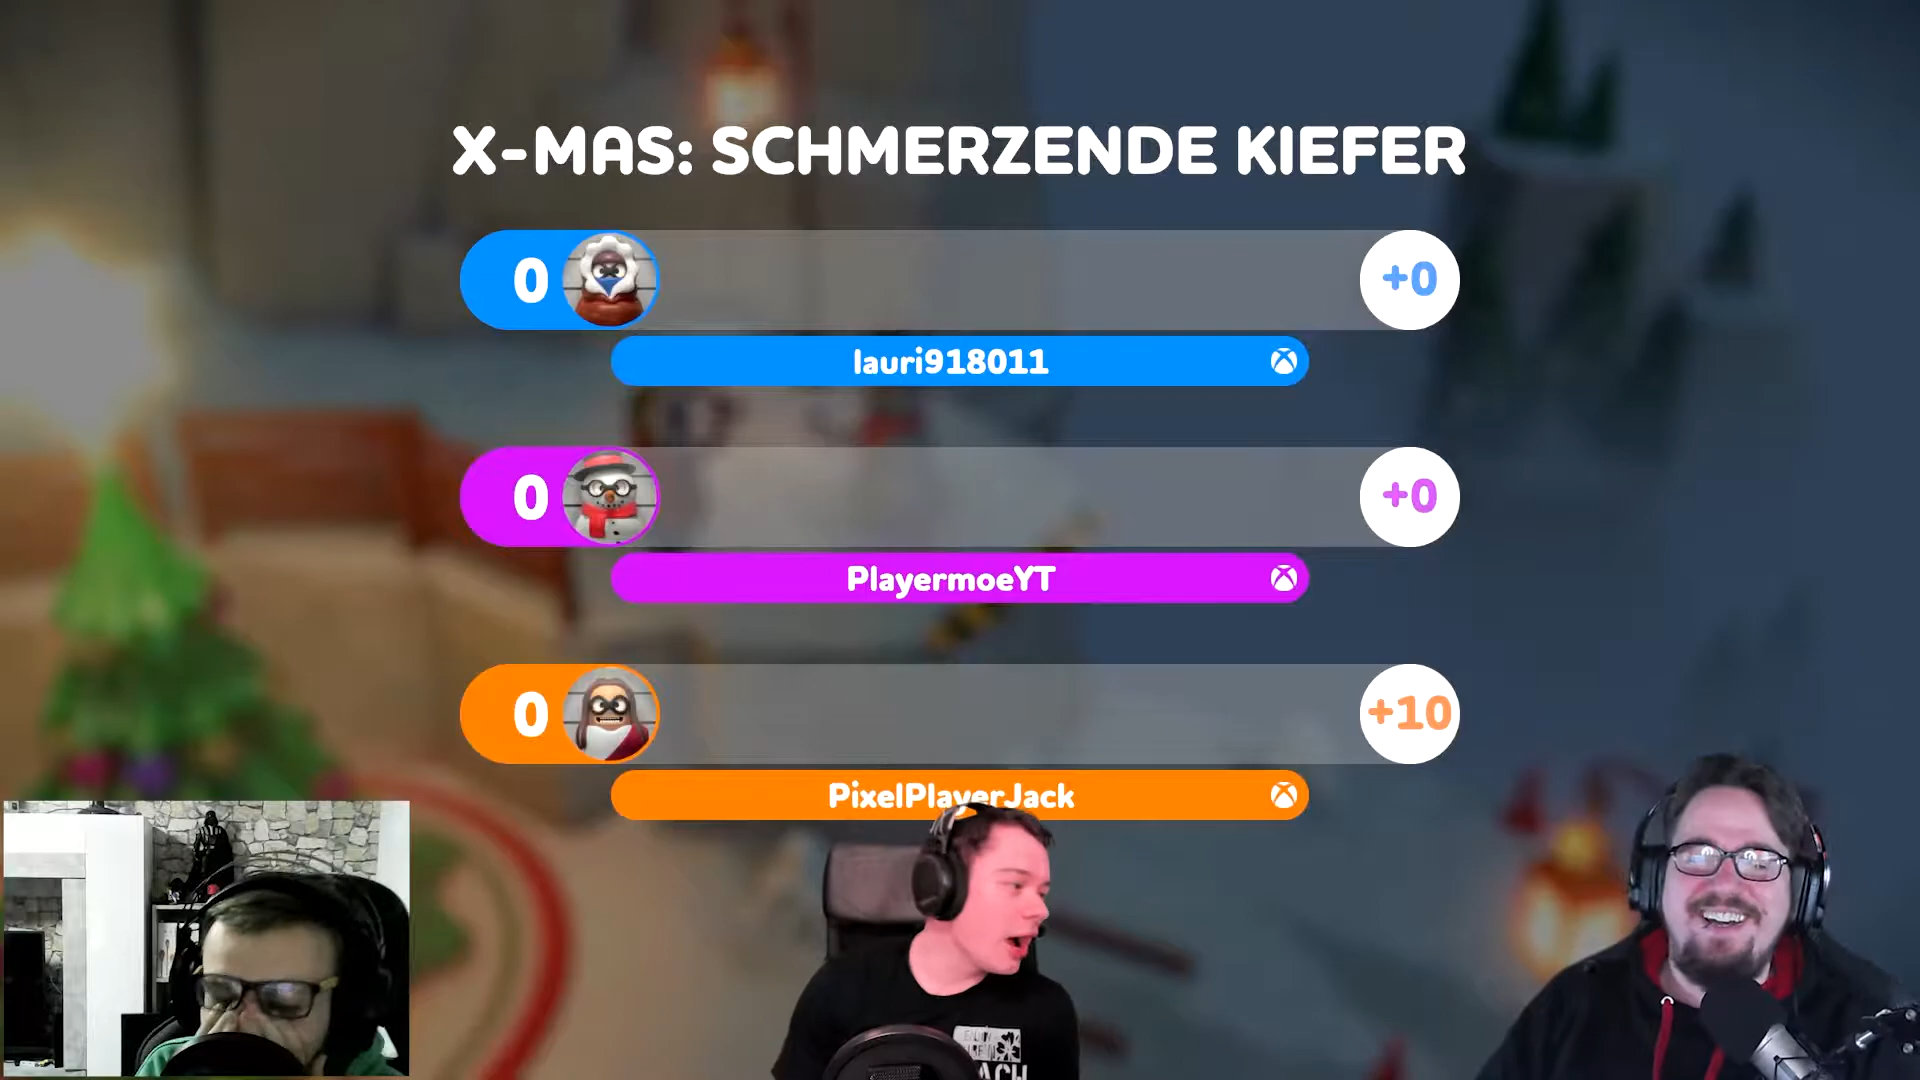 X-MAS: SCHMERZENDE KIEFER
0
+0
lauri918011
0
+0
PlayermoeYT
0
+10
PixelPlayerJack